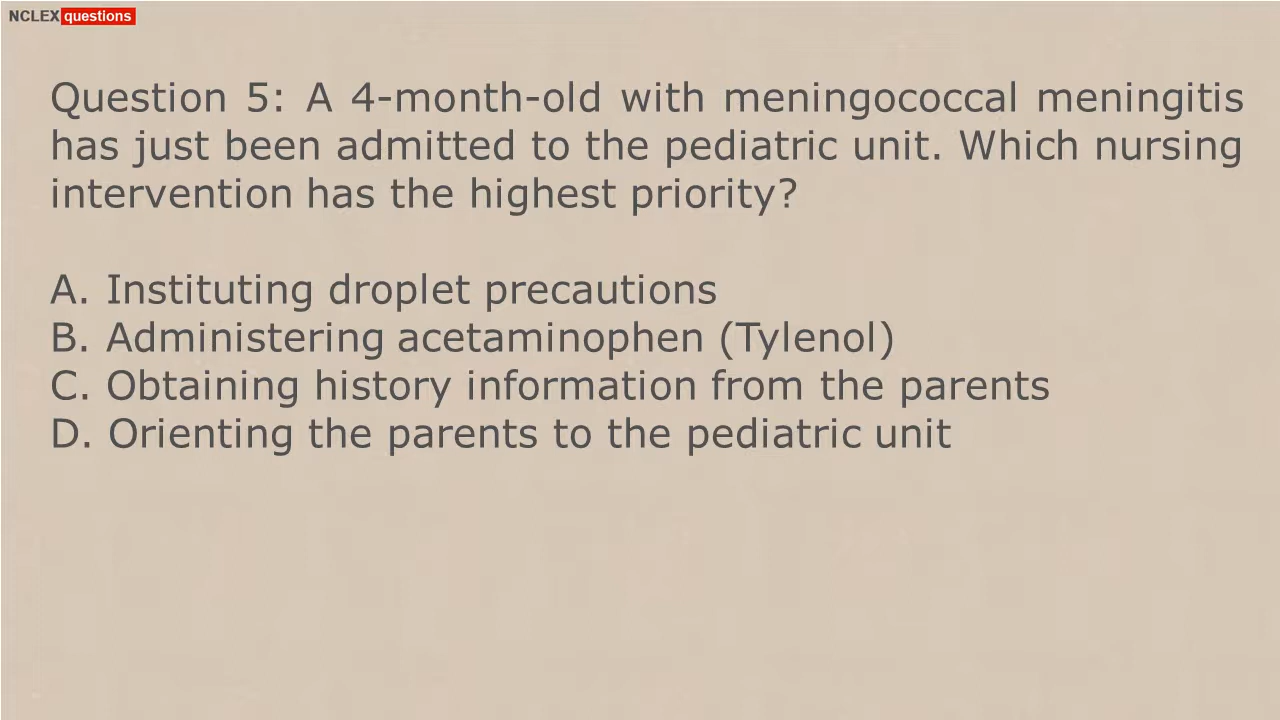 NCLEX questions
Question 5: A 4-month-old with meningococcal meningitis
has just been admitted to the pediatric unit. Which nursing
intervention has the highest priority?
A. Instituting droplet precautions
B. Administering acetaminophen (Tylenol)
C. Obtaining history information from the parents
D. Orienting the parents to the pediatric unit